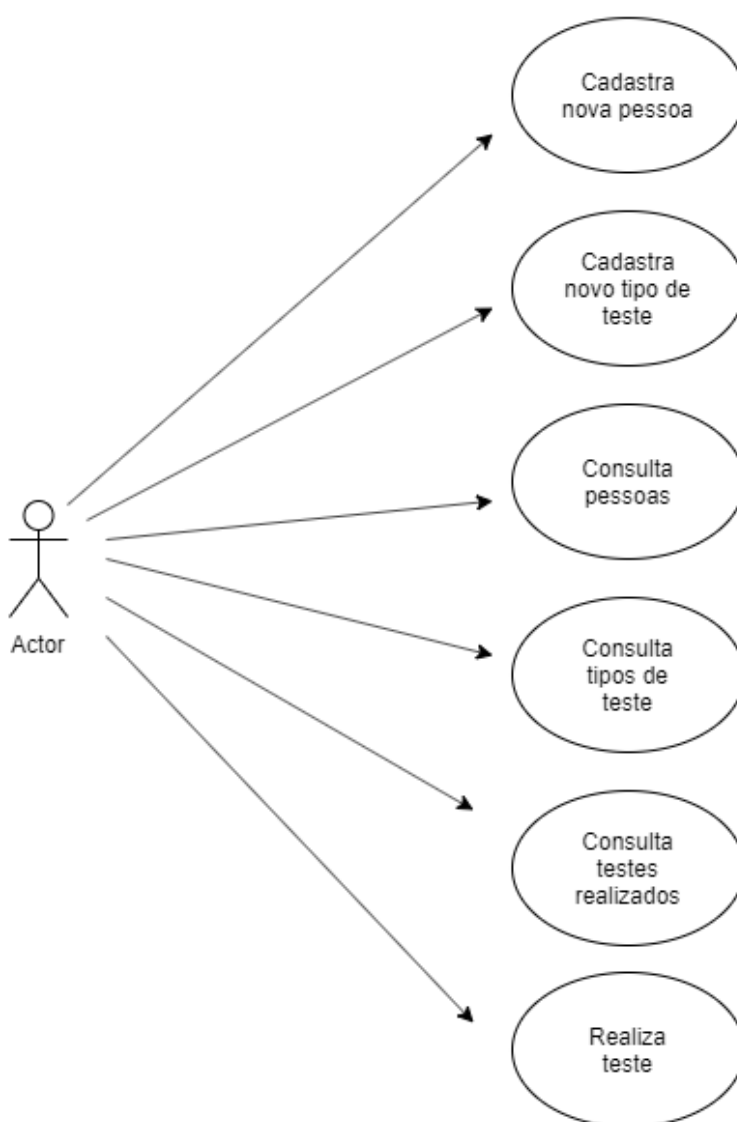 Cadastra
nova pessoa
Cadastra
novo tipo de
teste
Consulta
pessoas
Actor
Consulta
tipos de
teste
Consulta
testes
realizados
Realiza
teste